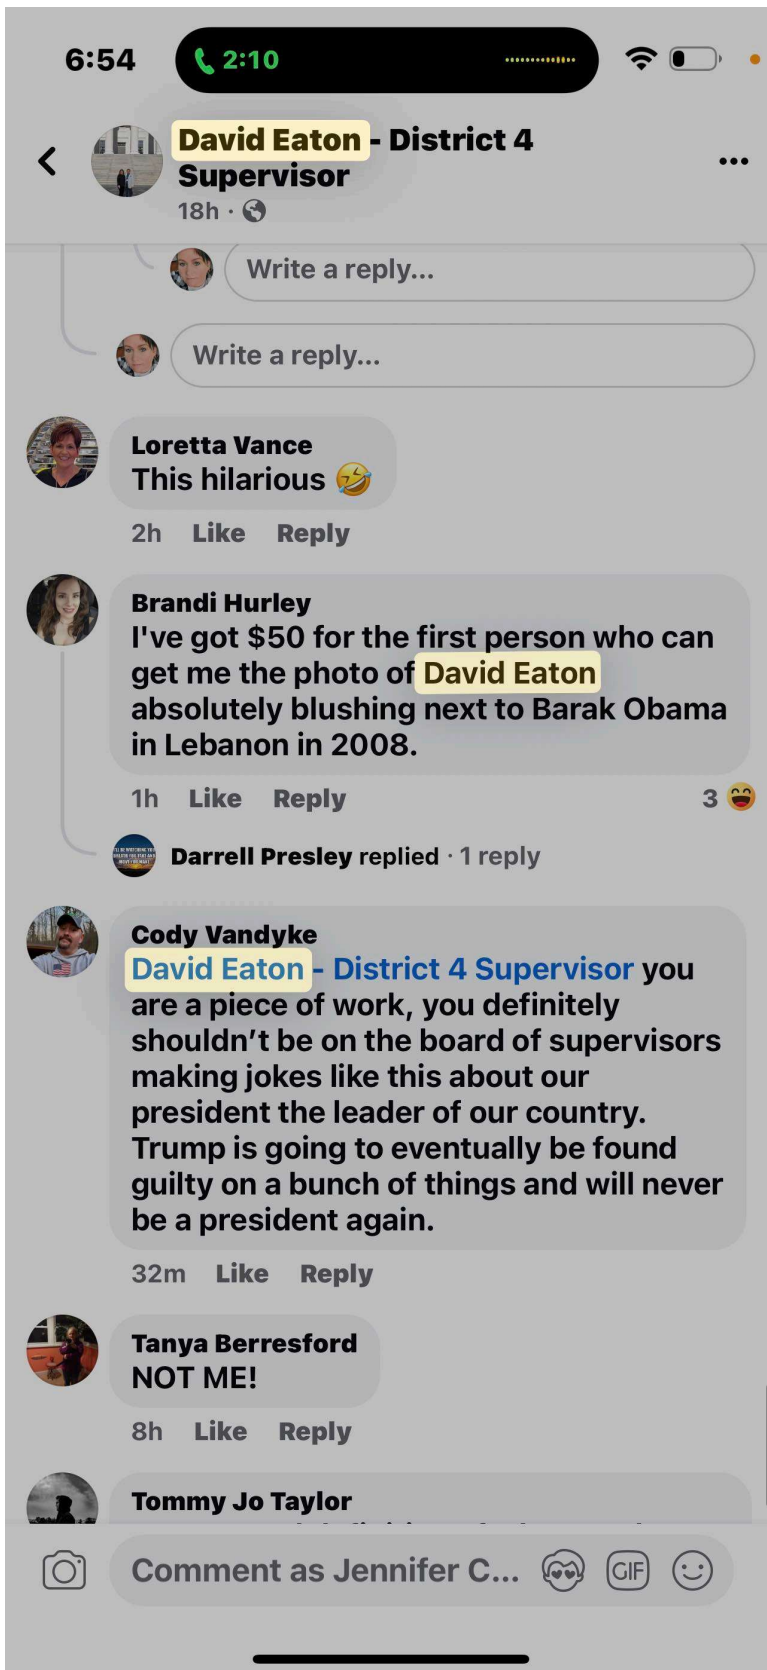 6:54
2:10
David Eaton - District 4
Supervisor
18h ·
Write a reply...
Write a reply...
Loretta Vance
This hilarious 🤣
2h Like Reply
Brandi Hurley
I've got $50 for the first person who can
get me the photo of David Eaton
absolutely blushing next to Barak Obama
in Lebanon in 2008.
1h Like Reply 3 😄
Darrell Presley replied · 1 reply
Cody Vandyke
David Eaton - District 4 Supervisor you
are a piece of work, you definitely
shouldn't be on the board of supervisors
making jokes like this about our
president the leader of our country.
Trump is going to eventually be found
guilty on a bunch of things and will never
be a president again.
32m Like Reply
Tanya Berresford
NOT ME!
8h Like Reply
Tommy Jo Taylor
Comment as Jennifer C...
GIF